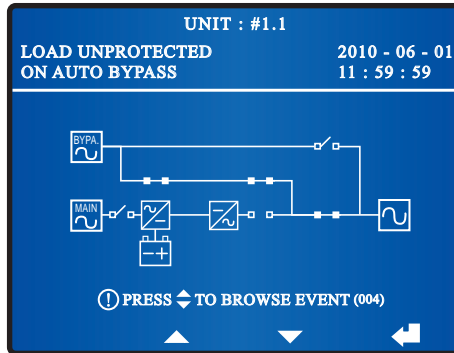 UNIT : #1.1
LOAD UNPROTECTED 2010 - 06 - 01
ON AUTO BYPASS 11 : 59 : 59
BYPA.
MAIN
! PRESS TO BROWSE EVENT (004)